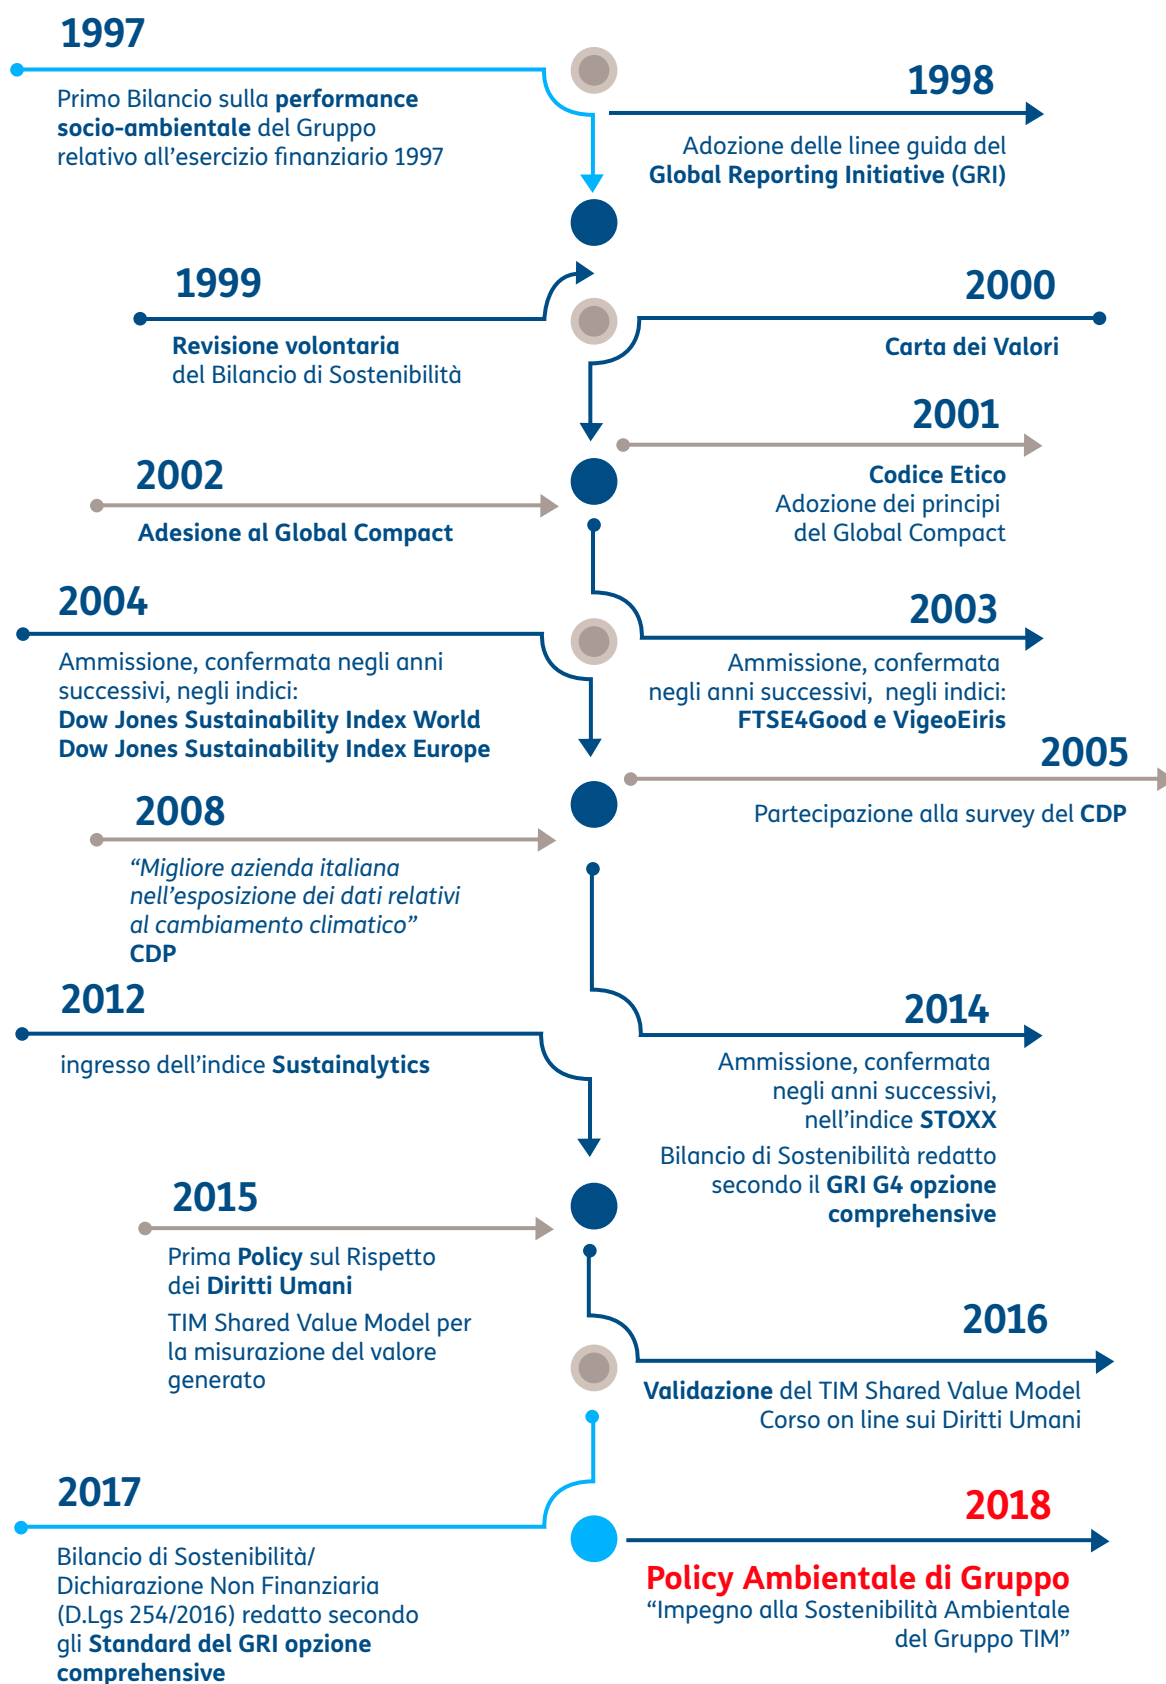 1997
Primo Bilancio sulla performance
socio-ambientale del Gruppo
relativo all'esercizio finanziario 1997
1998
Adozione delle linee guida del
Global Reporting Initiative (GRI)
1999
Revisione volontaria
del Bilancio di Sostenibilità
2000
Carta dei Valori
2001
Codice Etico
Adozione dei principi
del Global Compact
2002
Adesione al Global Compact
2004
Ammissione, confermata negli anni
successivi, negli indici:
Dow Jones Sustainability Index World
Dow Jones Sustainability Index Europe
2003
Ammissione, confermata
negli anni successivi, negli indici:
FTSE4Good e VigeoEiris
2005
Partecipazione alla survey del CDP
2008
“Migliore azienda italiana
nell'esposizione dei dati relativi
al cambiamento climatico”
CDP
2012
ingresso dell'indice Sustainalytics
2014
Ammissione, confermata
negli anni successivi,
nell'indice STOXX
Bilancio di Sostenibilità redatto
secondo il GRI G4 opzione
comprehensive
2015
Prima Policy sul Rispetto
dei Diritti Umani
TIM Shared Value Model per
la misurazione del valore
generato
2016
Validazione del TIM Shared Value Model
Corso on line sui Diritti Umani
2017
Bilancio di Sostenibilità/
Dichiarazione Non Finanziaria
(D.Lgs 254/2016) redatto secondo
gli Standard del GRI opzione
comprehensive
2018
Policy Ambientale di Gruppo
“Impegno alla Sostenibilità Ambientale
del Gruppo TIM”